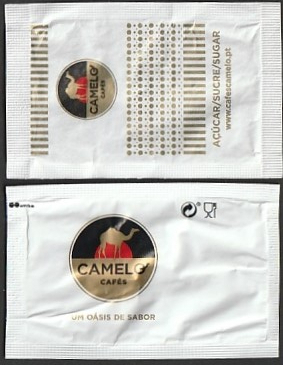 CAMELO
CAFÉS
AÇÚCAR/SUCRE/SUGAR
www.cafescamelo.pt
CAMELO
CAFÉS
UM OÁSIS DE SABOR